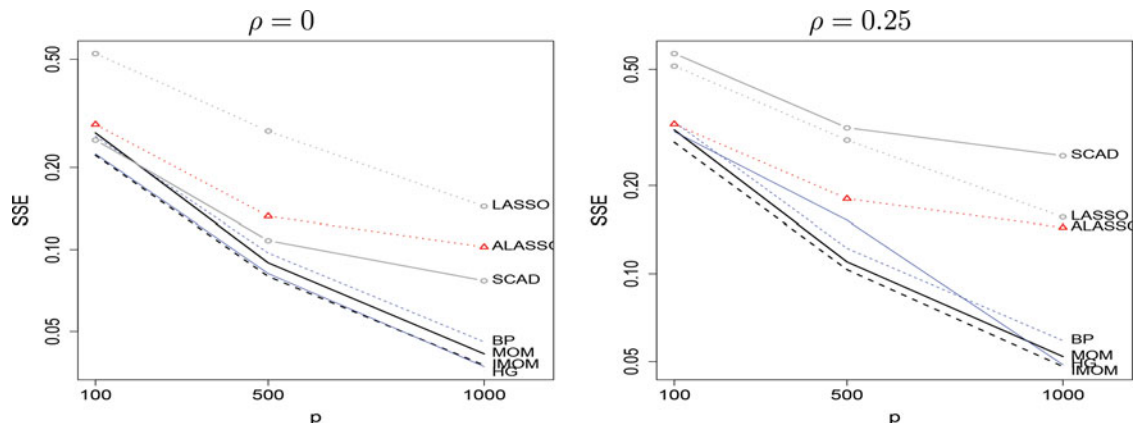 ρ = 0
SSE
0.50
0.20
0.10
0.05
LASSO
ALASSO
SCAD
BP
MOM
IMOM
HG
100
500
1000
p
ρ = 0.25
SSE
0.50
0.20
0.10
0.05
SCAD
LASSO
ALASSO
BP
MOM
HG
IMOM
100
500
1000
p